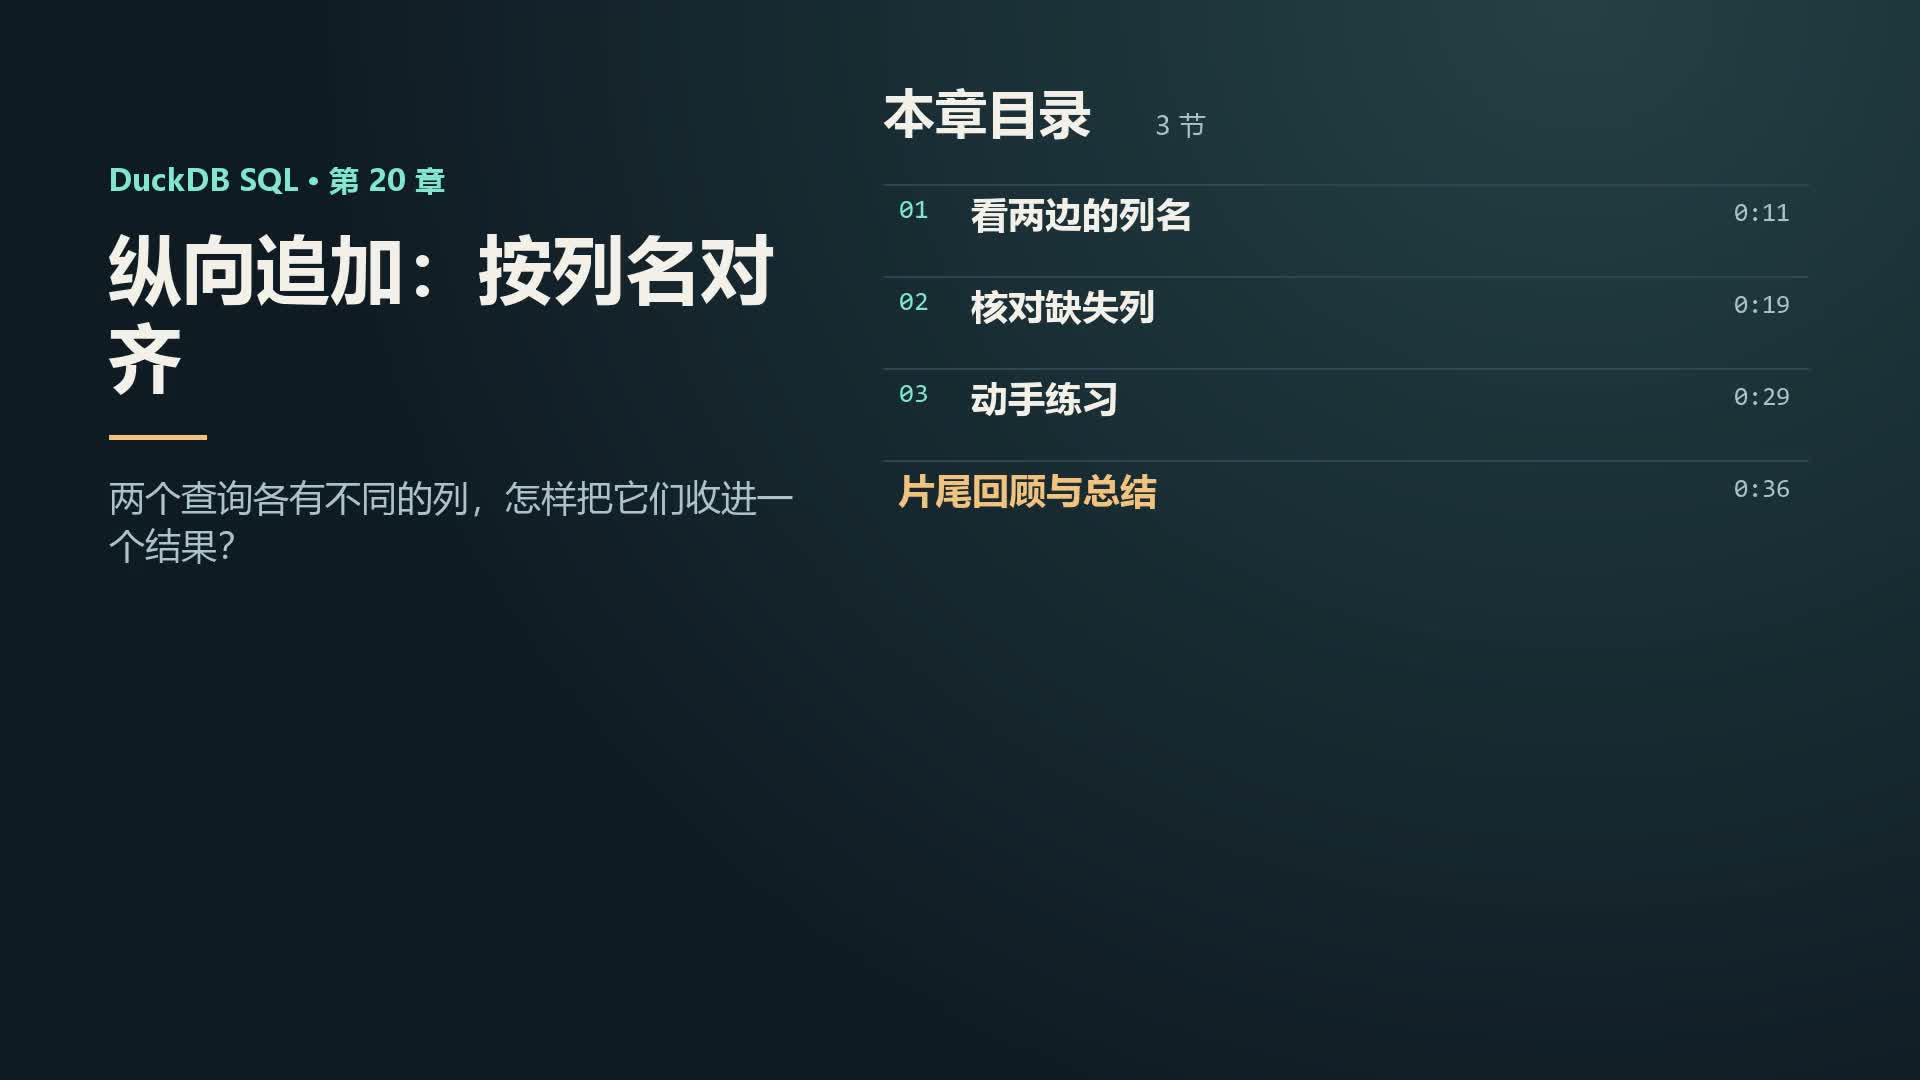 DuckDB SQL • 第 20 章
纵向追加：按列名对
齐
两个查询各有不同的列，怎样把它们收进一
个结果？
本章目录 3 节
01 看两边的列名 0:11
02 核对缺失列 0:19
03 动手练习 0:29
片尾回顾与总结 0:36